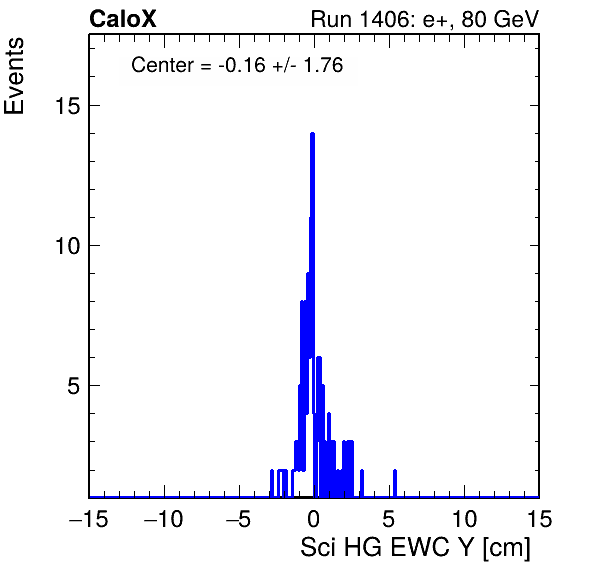 CaloX Run 1406: e+, 80 GeV
Center = -0.16 +/- 1.76
Events
15
10
5
−15 −10 −5 0 5 10 15
Sci HG EWC Y [cm]